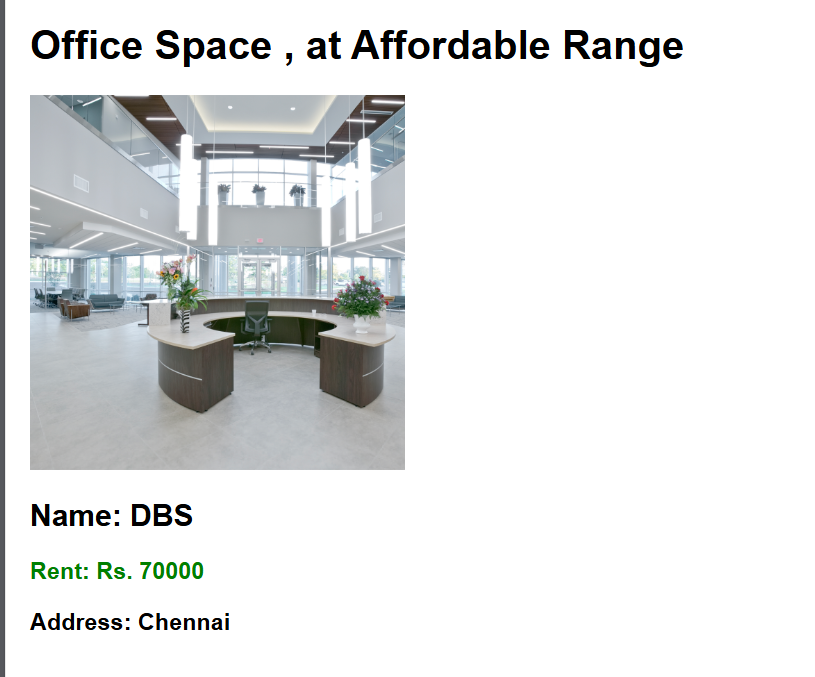 Office Space , at Affordable Range
Name: DBS
Rent: Rs. 70000
Address: Chennai